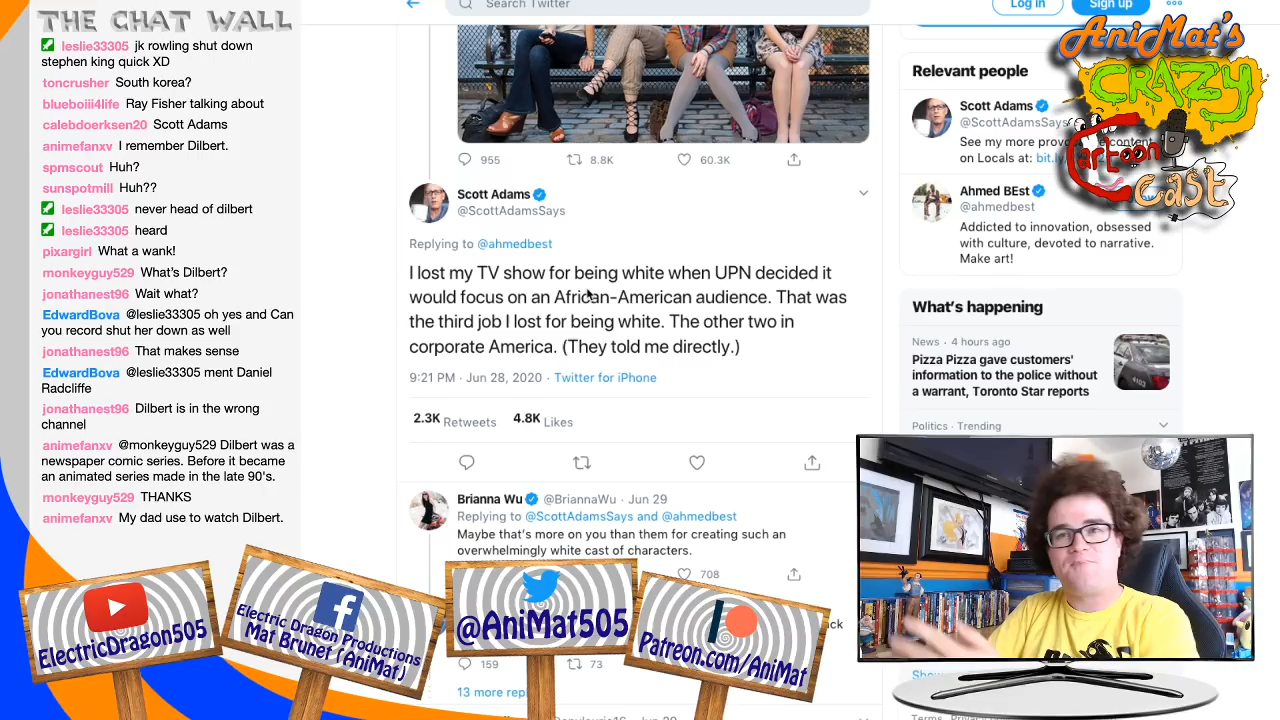 THE CHAT WALL
leslie33305 jk rowling shut down
stephen king quick XD
toncrusher South korea?
blueboiii4life Ray Fisher talking about
calebdoerksen20 Scott Adams
animefanxv I remember Dilbert.
spmscout Huh?
sunspotmill Huh??
leslie33305 never head of dilbert
leslie33305 heard
pixargirl What a wank!
monkeyguy529 What's Dilbert?
jonathanest96 Wait what?
EdwardBova @leslie33305 oh yes and Can
you record shut her down as well
jonathanest96 That makes sense
EdwardBova @leslie33305 ment Daniel
Radcliffe
jonathanest96 Dilbert is in the wrong
channel
animefanxv @monkeyguy529 Dilbert was a
newspaper comic series. Before it became
an animated series made in the late 90's.
monkeyguy529 THANKS
animefanxv My dad use to watch Dilbert.
Search Twitter
Log in
Sign up
955
8.8K
60.3K
Scott Adams
@ScottAdamsSays
Replying to @ahmedbest
I lost my TV show for being white when UPN decided it
would focus on an African-American audience. That was
the third job I lost for being white. The other two in
corporate America. (They told me directly.)
9:21 PM · Jun 28, 2020 · Twitter for iPhone
2.3K Retweets 4.8K Likes
Brianna Wu @BriannaWu · Jun 29
Replying to @ScottAdamsSays and @ahmedbest
Maybe that's more on you than them for creating such an
overwhelmingly white cast of characters.
708
159
73
13 more repl
Relevant people
Scott Adams
@ScottAdamsSays
See my more provo content
on Locals at: bit.ly
Ahmed BEst
@ahmedbest
Addicted to innovation, obsessed
with culture, devoted to narrative.
Make art!
What's happening
News · 4 hours ago
Pizza Pizza gave customers'
information to the police without
a warrant, Toronto Star reports
Politics · Trending
AniMat's
CRAZY
Cartoon
Cast
ElectricDragon505
Electric Dragon Productions
Mat Brunet (AniMat)
@AniMat505
Patreon.com/AniMat